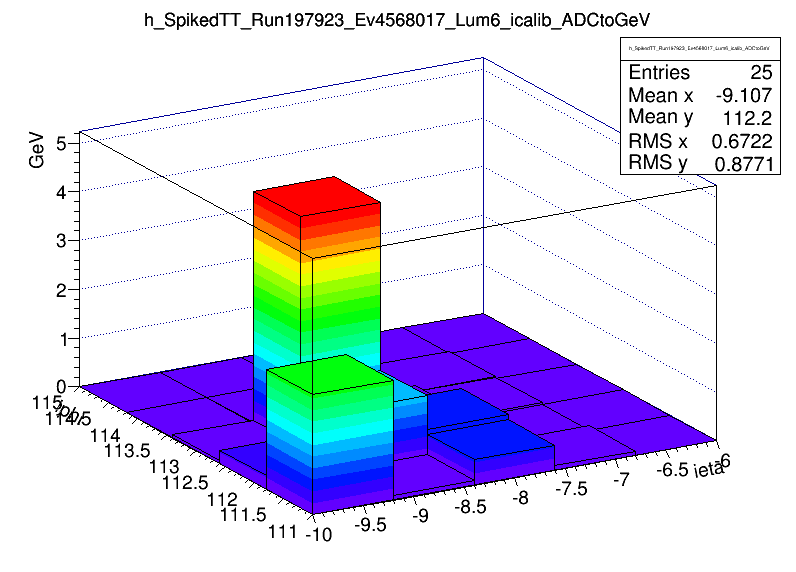 h_SpikedTT_Run197923_Ev4568017_Lum6_icalib_ADCtoGeV
h_SpikedTT_Run197923_Ev4568017_Lum6_icalib_ADCtoGeV
Entries 25
Mean x -9.107
Mean y 112.2
RMS x 0.6722
RMS y 0.8771
GeV
5
4
3
2
1
0
115
114.5
114
113.5
113
112.5
112
111.5
111
-10
-9.5
-9
-8.5
-8
-7.5
-7
-6.5
ieta
-6